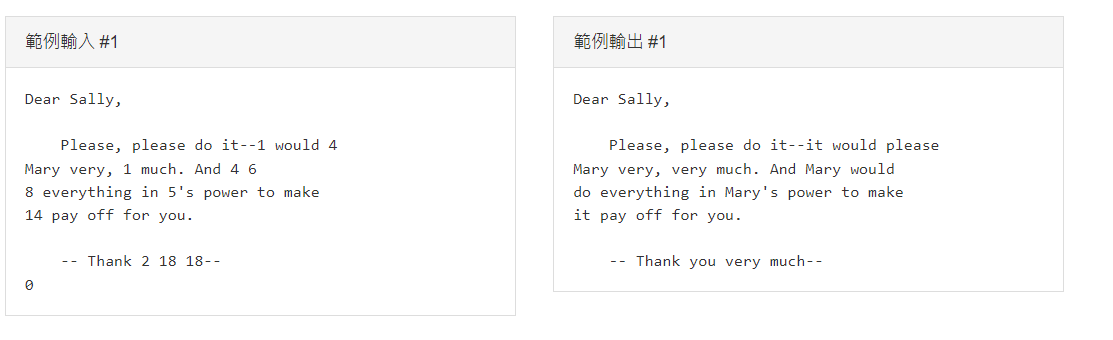 範例輸入 #1
Dear Sally,
Please, please do it--1 would 4
Mary very, 1 much. And 4 6
8 everything in 5's power to make
14 pay off for you.
-- Thank 2 18 18--
0
範例輸出 #1
Dear Sally,
Please, please do it--it would please
Mary very, very much. And Mary would
do everything in Mary's power to make
it pay off for you.
-- Thank you very much--